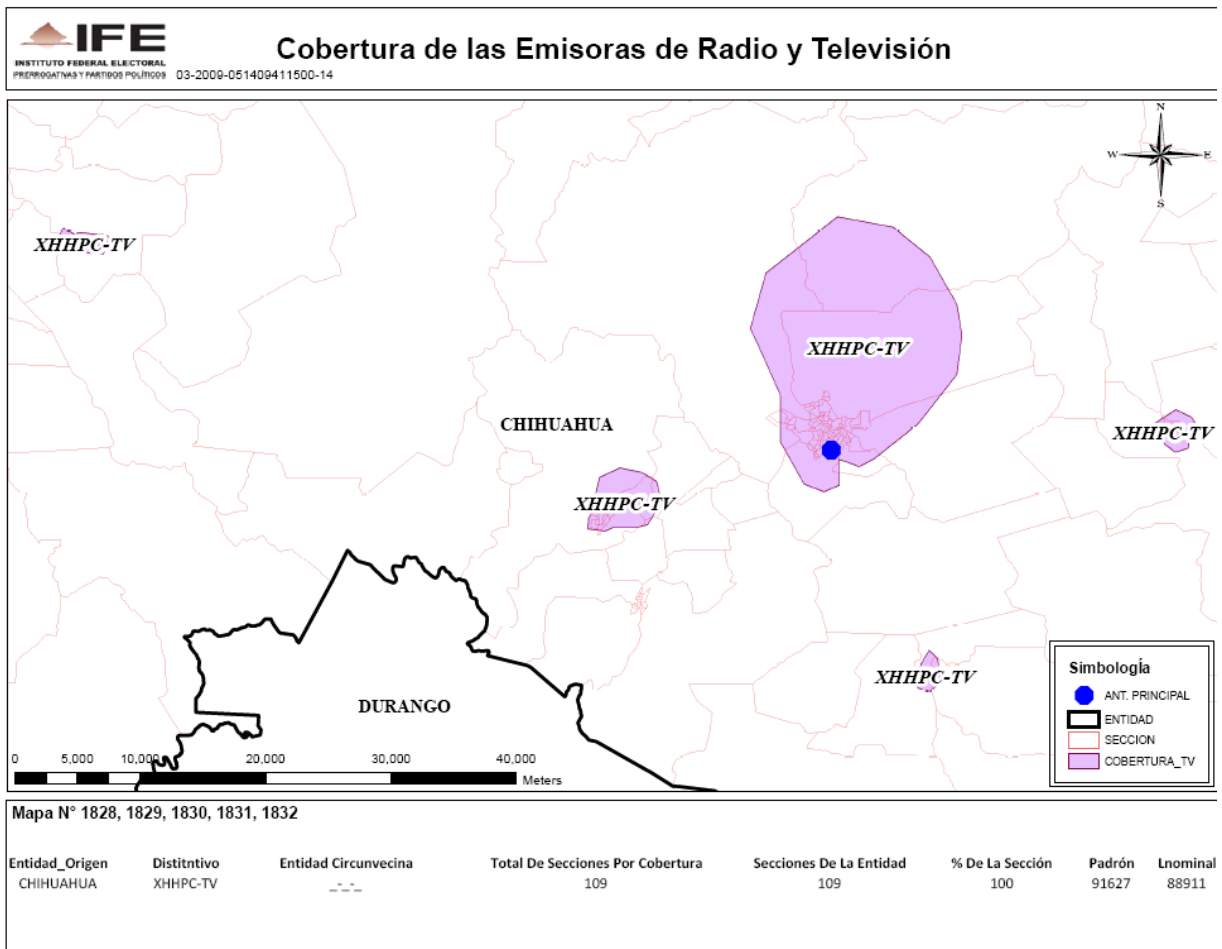 IFE
INSTITUTO FEDERAL ELECTORAL
PRERROGATIVAS Y PARTIDOS POLÍTICOS
03-2009-051409411500-14
Cobertura de las Emisoras de Radio y Televisión
N
W
E
S
XHHPC-TV
XHHPC-TV
CHIHUAHUA
XHHPC-TV
XHHPC-TV
XHHPC-TV
DURANGO
Simbología
ANT. PRINCIPAL
ENTIDAD
SECCION
COBERTURA_TV
0 5,000 10,000 20,000 30,000 40,000
Meters
Mapa N° 1828, 1829, 1830, 1831, 1832
Entidad_Origen Distitntivo Entidad Circunvecina Total De Secciones Por Cobertura Secciones De La Entidad % De La Sección Padrón Lnominal
CHIHUAHUA XHHPC-TV _-_-_ 109 109 100 91627 88911